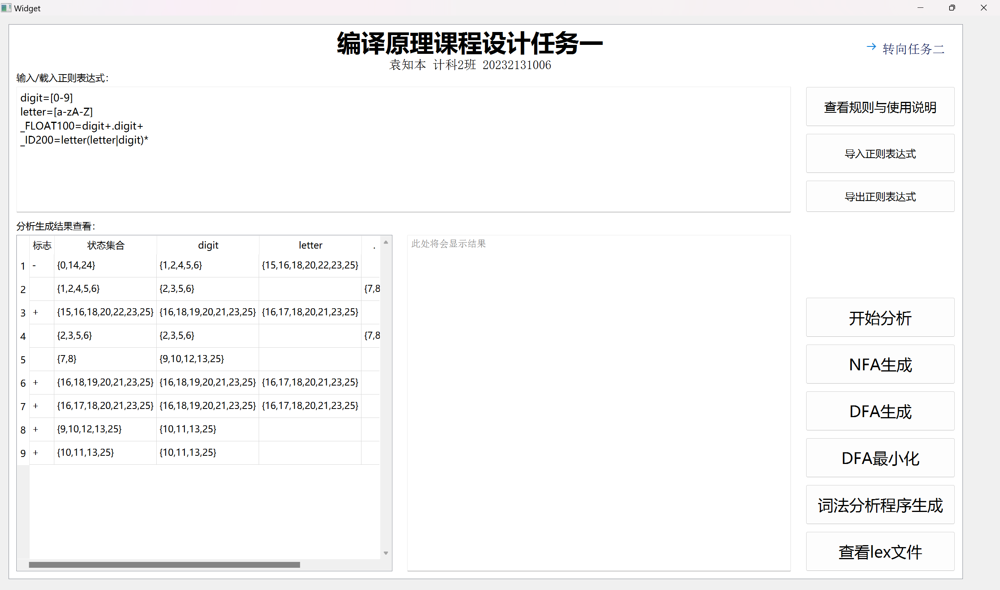 Widget
编译原理课程设计任务一
→ 转向任务二
袁知本 计科2班 20232131006
输入/载入正则表达式:
digit=[0-9]
letter=[a-zA-Z]
_FLOAT100=digit+.digit+
_ID200=letter(letter|digit)*
查看规则与使用说明
导入正则表达式
导出正则表达式
分析生成结果查看:
标志 状态集合 digit letter .
1 - {0,14,24} {1,2,4,5,6} {15,16,18,20,22,23,25}
2 {1,2,4,5,6} {2,3,5,6} {7,8
3 + {15,16,18,20,22,23,25} {16,18,19,20,21,23,25} {16,17,18,20,21,23,25}
4 {2,3,5,6} {2,3,5,6} {7,8
5 {7,8} {9,10,12,13,25}
6 + {16,18,19,20,21,23,25} {16,18,19,20,21,23,25} {16,17,18,20,21,23,25}
7 + {16,17,18,20,21,23,25} {16,18,19,20,21,23,25} {16,17,18,20,21,23,25}
8 + {9,10,12,13,25} {10,11,13,25}
9 + {10,11,13,25} {10,11,13,25}
此处将会显示结果
开始分析
NFA生成
DFA生成
DFA最小化
词法分析程序生成
查看lex文件